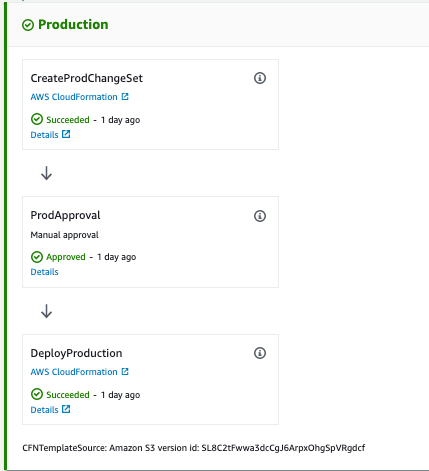 Production
CreateProdChangeSet
AWS CloudFormation
Succeeded - 1 day ago
Details
ProdApproval
Manual approval
Approved - 1 day ago
Details
DeployProduction
AWS CloudFormation
Succeeded - 1 day ago
Details
CFNTemplateSource: Amazon S3 version id: SL8C2tFwwa3dcCgJ6ArpxOhgSpVRgdcf